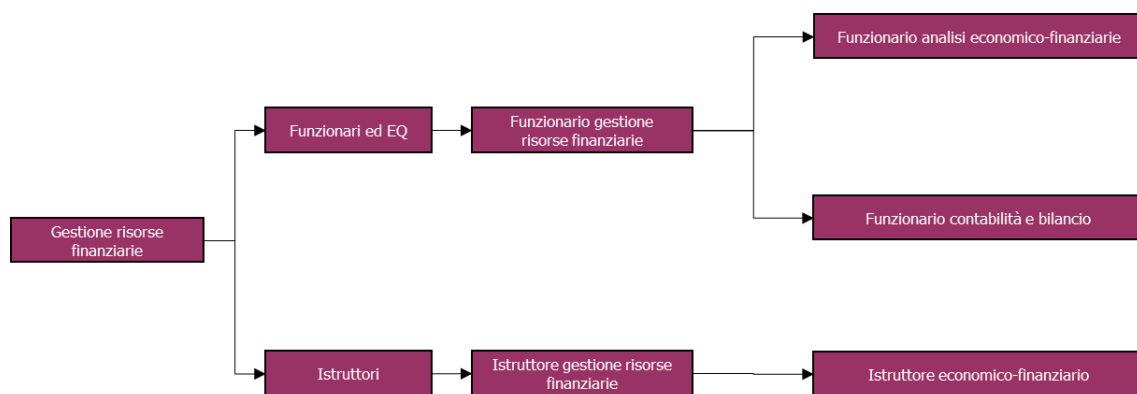 Funzionario analisi economico-finanziarie
Funzionari ed EQ
Funzionario gestione
risorse finanziarie
Funzionario contabilità e bilancio
Gestione risorse
finanziarie
Istruttori
Istruttore gestione risorse
finanziarie
Istruttore economico-finanziario